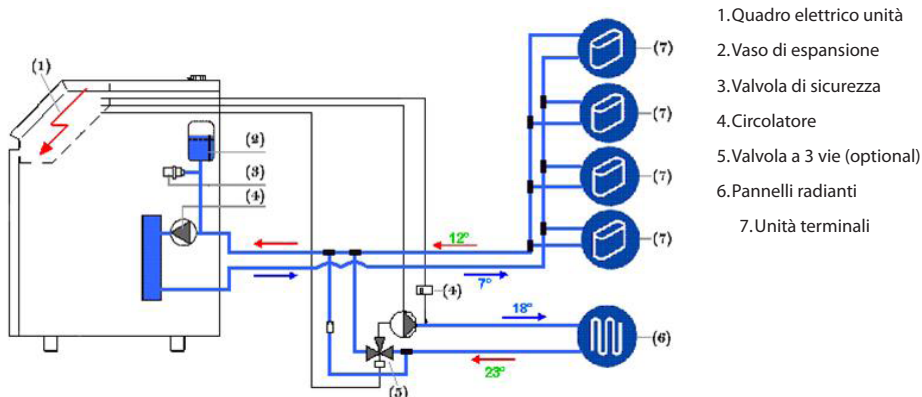 (1)
(2)
(3)
(4)
12°
7°
(4)
18°
23°
(5)
(7)
(7)
(7)
(7)
(6)
1.Quadro elettrico unità
2.Vaso di espansione
3.Valvola di sicurezza
4.Circolatore
5.Valvola a 3 vie (optional)
6.Pannelli radianti
7.Unità terminali